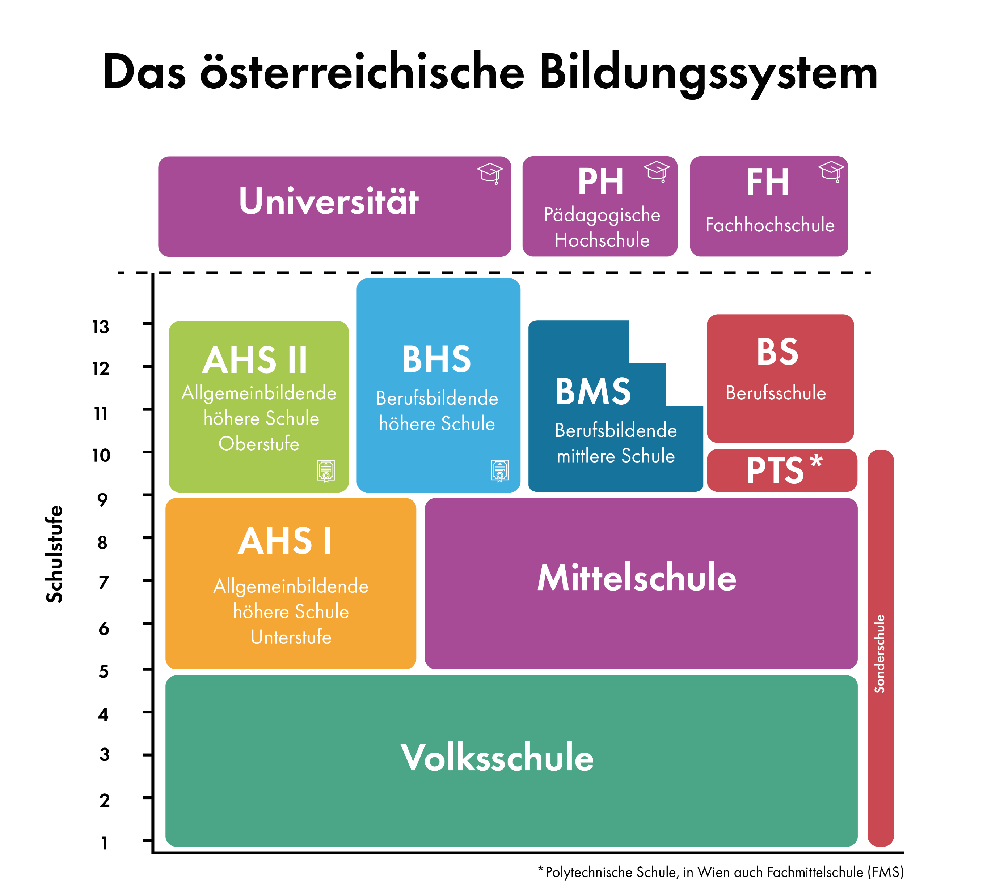 Das österreichische Bildungssystem
Universität
PH
Pädagogische
Hochschule
FH
Fachhochschule
13
12
11
10
9
8
7
6
5
4
3
2
1
Schulstufe
AHS II
Allgemeinbildende
höhere Schule
Oberstufe
BHS
Berufsbildende
höhere Schule
BMS
Berufsbildende
mittlere Schule
BS
Berufsschule
PTS*
AHS I
Allgemeinbildende
höhere Schule
Unterstufe
Mittelschule
Sonderschule
Volksschule
*Polytechnische Schule, in Wien auch Fachmittelschule (FMS)